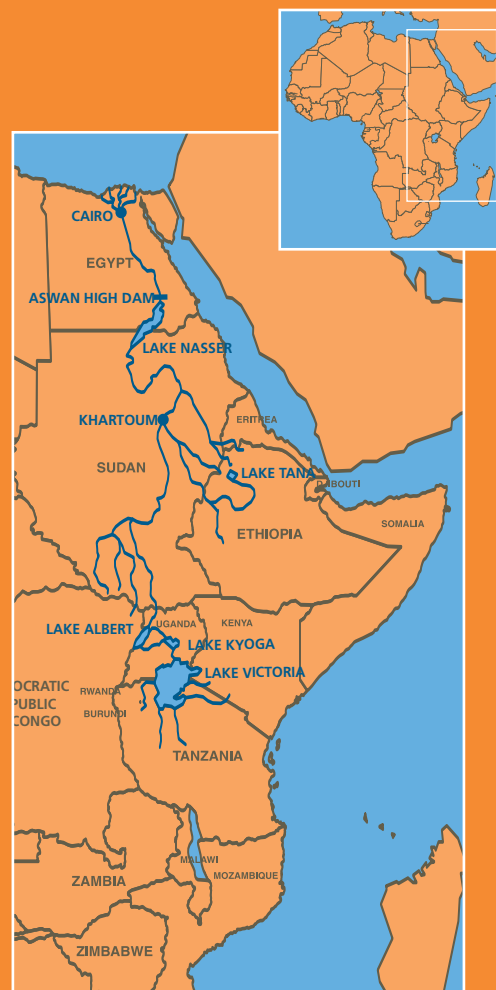 CAIRO
EGYPT
ASWAN HIGH DAM
LAKE NASSER
KHARTOUM
ERITREA
SUDAN
LAKE TANA
DJIBOUTI
SOMALIA
ETHIOPIA
LAKE ALBERT
UGANDA
KENYA
LAKE KYOGA
LAKE VICTORIA
OCRATIC
PUBLIC
CONGO
RWANDA
BURUNDI
TANZANIA
MALAWI
MOZAMBIQUE
ZAMBIA
ZIMBABWE